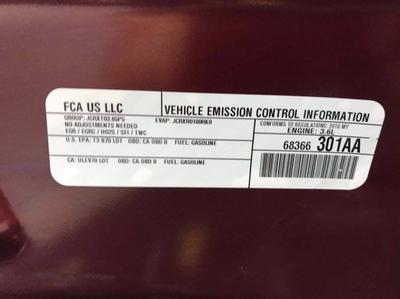 FCA US LLC
VEHICLE EMISSION CONTROL INFORMATION
GROUP: JCRXT03.65P5 EVAP: JCRXR0180RK0
NO ADJUSTMENTS NEEDED
EGR / EGRC / HO2S / SFI / TWC
CONFORMS TO REGULATIONS: 2018 MY
ENGINE: 3.6L
U.S. EPA: T3 B70 LDT OBD: CA OBD II FUEL: GASOLINE
68366 301AA
CA: ULEV70 LDT OBD: CA OBD II FUEL: GASOLINE